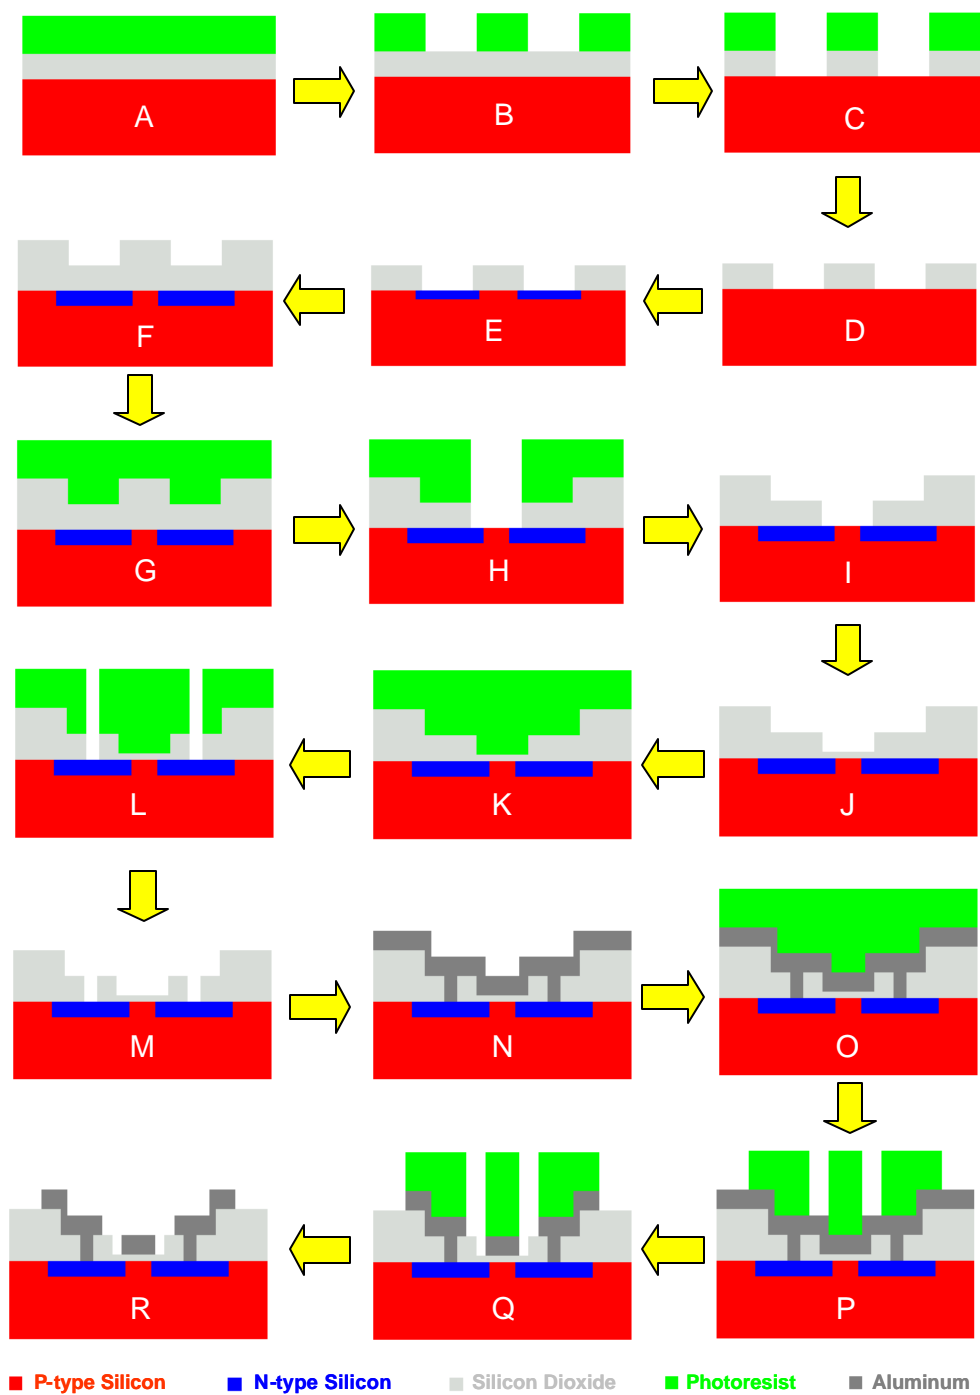 A
B
C
F
E
D
G
H
I
L
K
J
M
N
O
R
Q
P
P-type Silicon
N-type Silicon
Silicon Dioxide
Photoresist
Aluminum